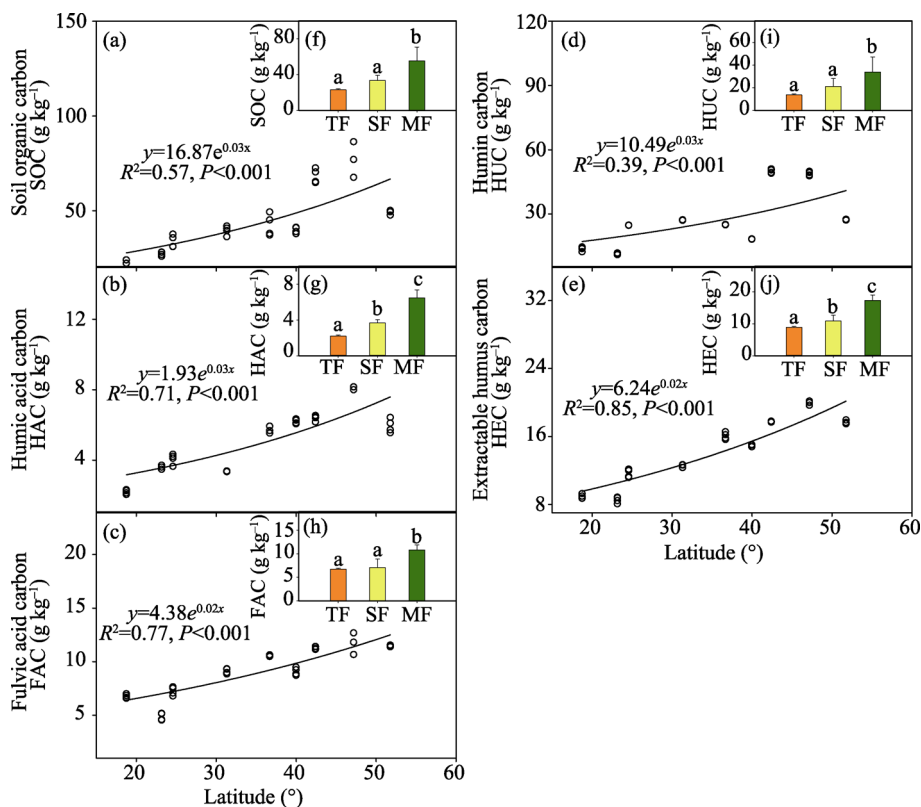 (a)
Soil organic carbon
SOC (g kg⁻¹)
150
100
50
y=16.87e^0.03x
R²=0.57, P<0.001
(f)
SOC (g kg⁻¹)
80
40
0
a
a
b
TF
SF
MF
(b)
Humic acid carbon
HAC (g kg⁻¹)
12
8
4
y=1.93e^0.03x
R²=0.71, P<0.001
(g)
HAC (g kg⁻¹)
8
4
0
a
b
c
TF
SF
MF
(c)
Fulvic acid carbon
FAC (g kg⁻¹)
20
15
10
5
y=4.38e^0.02x
R²=0.77, P<0.001
(h)
FAC (g kg⁻¹)
15
10
5
0
a
a
b
TF
SF
MF
20
30
40
50
60
Latitude (°)
(d)
Humin carbon
HUC (g kg⁻¹)
120
90
60
30
y=10.49e^0.03x
R²=0.39, P<0.001
(i)
HUC (g kg⁻¹)
60
40
20
0
a
a
b
TF
SF
MF
(e)
Extractable humus carbon
HEC (g kg⁻¹)
32
24
16
8
y=6.24e^0.02x
R²=0.85, P<0.001
(j)
HEC (g kg⁻¹)
20
10
0
a
b
c
TF
SF
MF
20
30
40
50
60
Latitude (°)